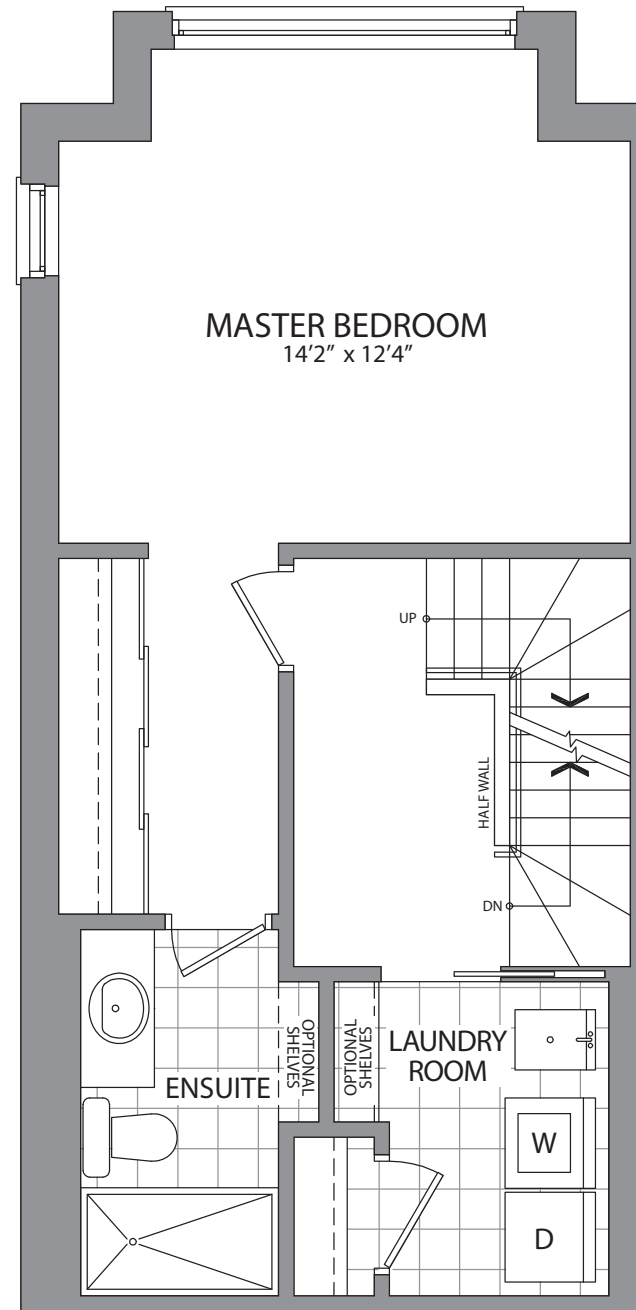 MASTER BEDROOM
14’2” x 12’4”
UP
HALF WALL
DN
OPTIONAL
SHELVES
OPTIONAL
SHELVES
LAUNDRY
ROOM
ENSUITE
W
D